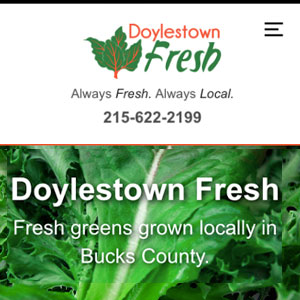 Doylestown
Fresh
Always Fresh. Always Local.
215-622-2199
Doylestown Fresh
Fresh greens grown locally in
Bucks County.